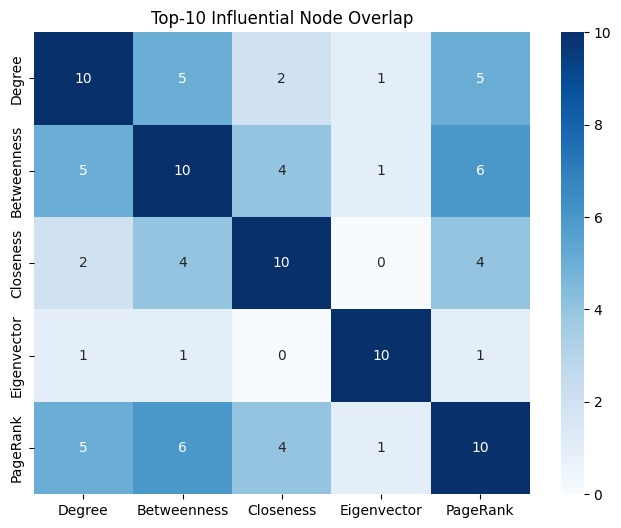 Top-10 Influential Node Overlap
Degree 10 5 2 1 5
Betweenness 5 10 4 1 6
Closeness 2 4 10 0 4
Eigenvector 1 1 0 10 1
PageRank 5 6 4 1 10
Degree Betweenness Closeness Eigenvector PageRank
10
8
6
4
2
0